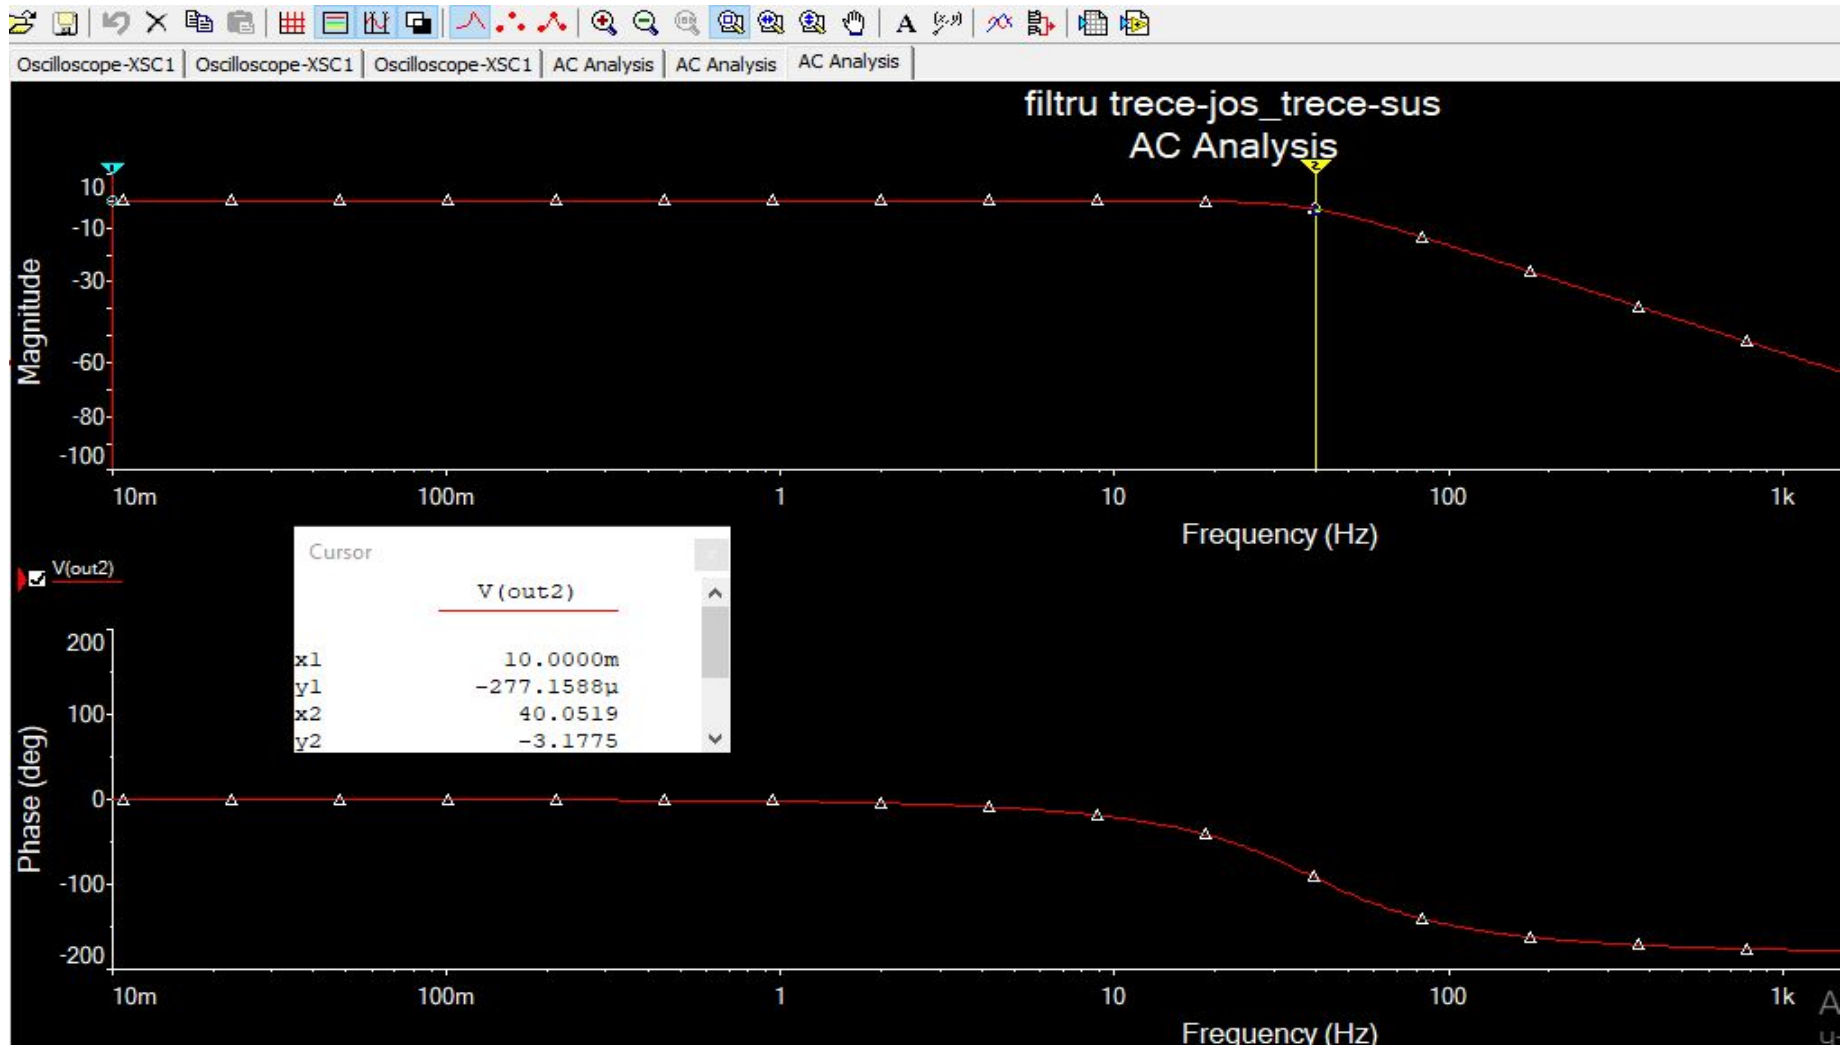 Oscilloscope-XSC1 Oscilloscope-XSC1 Oscilloscope-XSC1 AC Analysis AC Analysis AC Analysis
filtru trece-jos_trece-sus
AC Analysis
1
2
Magnitude
10
-10
-30
-60
-80
-100
10m 100m 1 10 100 1k
Frequency (Hz)
V(out2)
Cursor
V(out2)
x1 10.0000m
y1 -277.1588µ
x2 40.0519
y2 -3.1775
Phase (deg)
200
100
0
-100
-200
10m 100m 1 10 100 1k
Frequency (Hz)
A